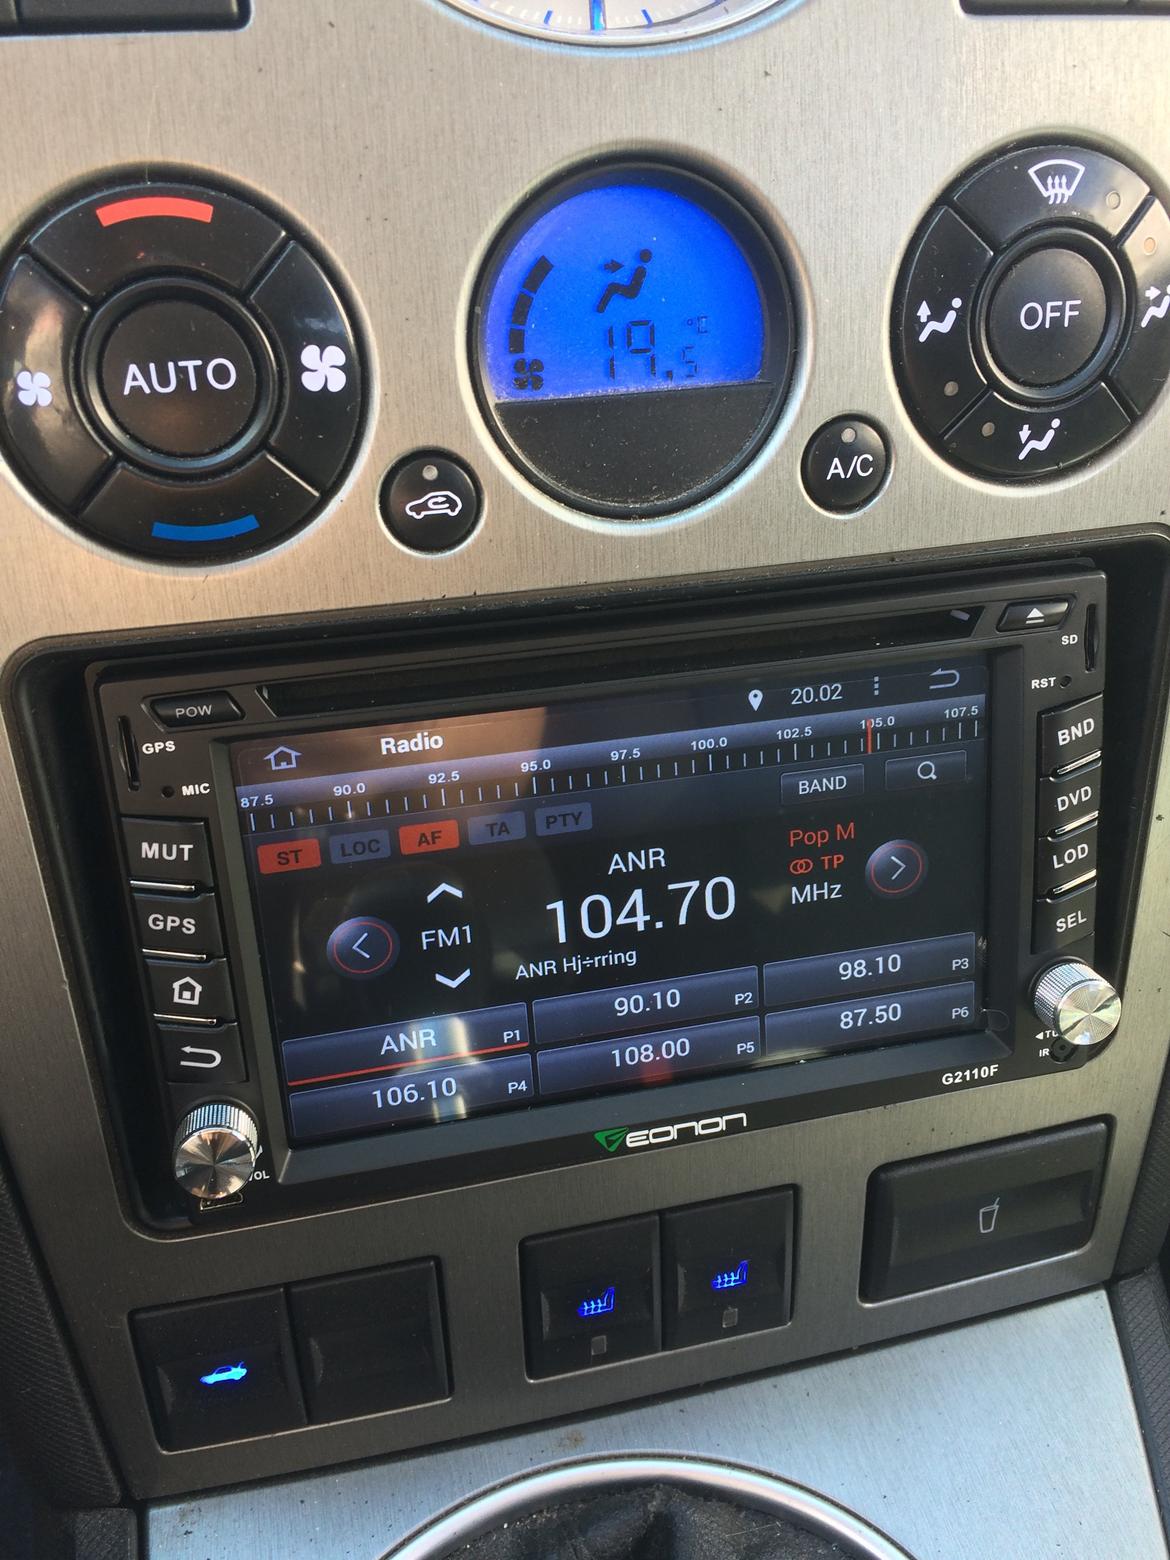 AUTO
19.5 °C
OFF
A/C
POW
GPS
MIC
MUT
GPS
SD
RST
BND
DVD
LOD
SEL
IR
Radio
20.02
87.5 90.0 92.5 95.0 97.5 100.0 102.5 105.0 107.5
ST LOC AF TA PTY
BAND
ANR
Pop M
TP
FM1
104.70
MHz
ANR Hj÷rring
ANR P1
90.10 P2
98.10 P3
106.10 P4
108.00 P5
87.50 P6
G2110F
EONON